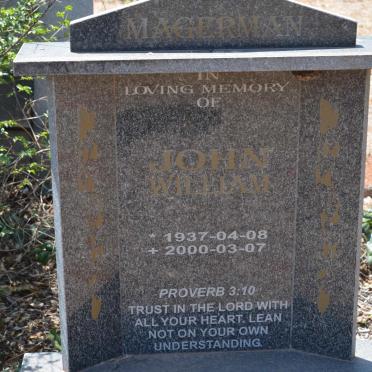 MAGERMAN
IN
LOVING MEMORY
OF
JOHN
WILLIAM
* 1937-04-08
+ 2000-03-07
PROVERB 3:10
TRUST IN THE LORD WITH
ALL YOUR HEART. LEAN
NOT ON YOUR OWN
UNDERSTANDING.